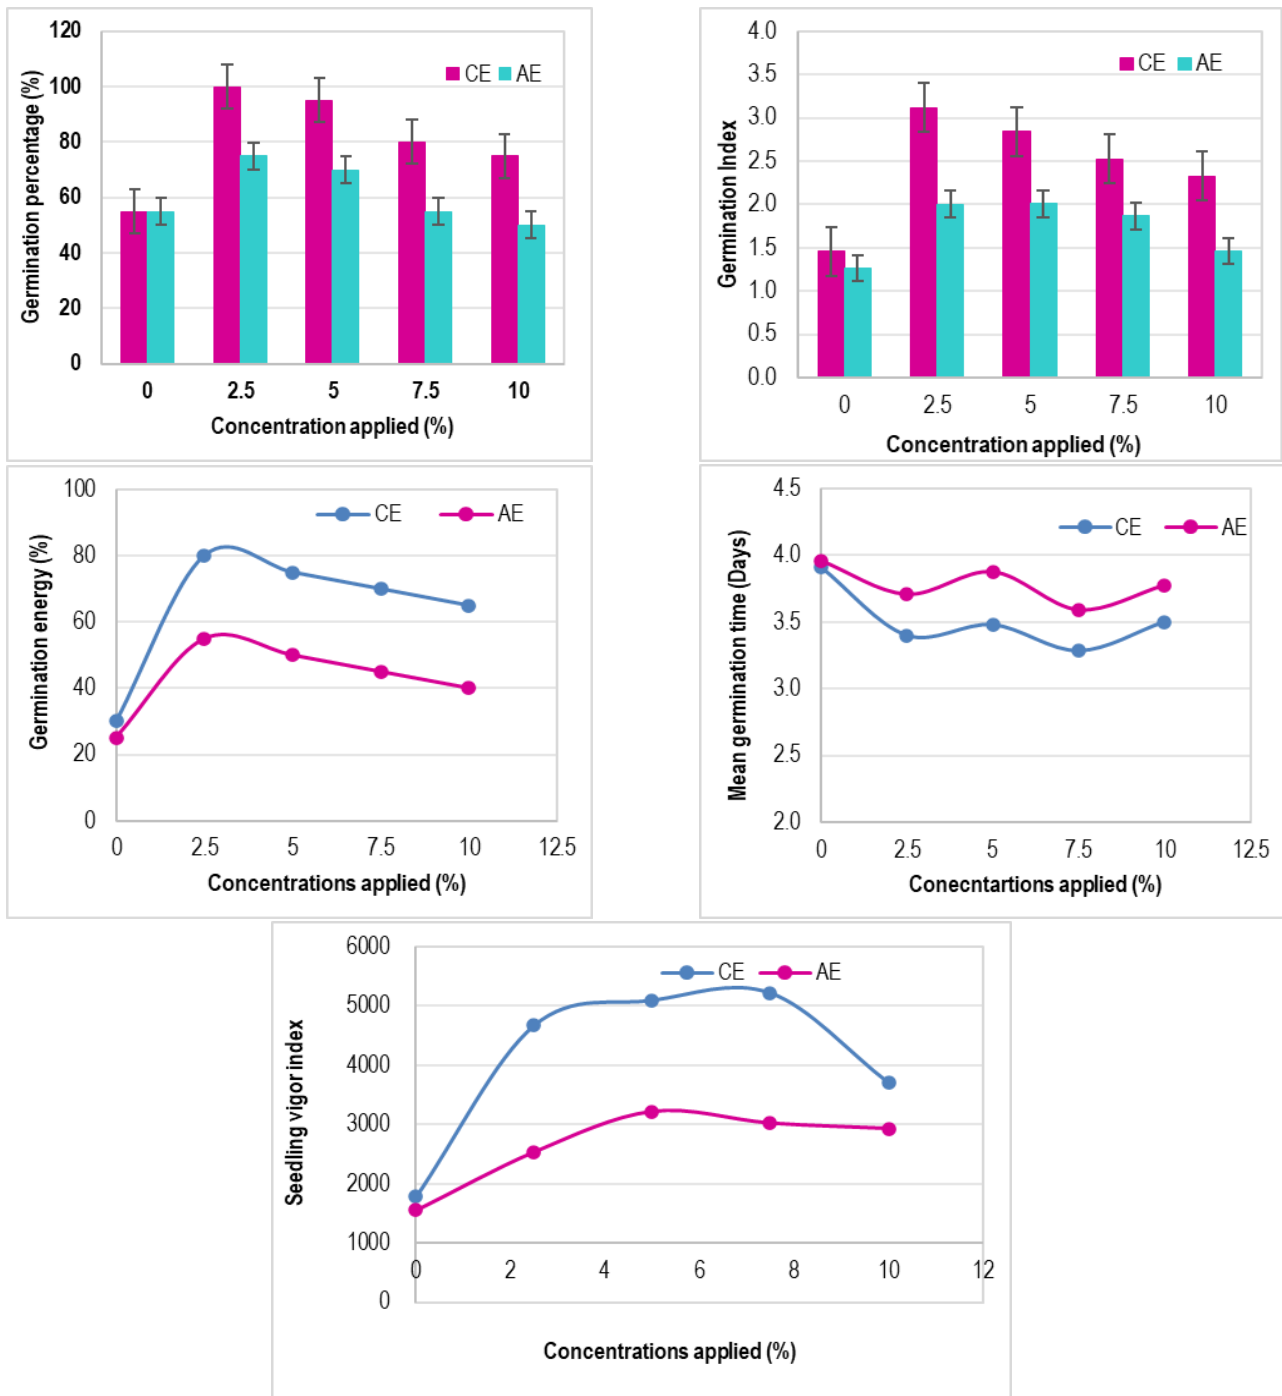 120
100
80
60
40
20
0
Germination percentage (%)
CE AE
0 2.5 5 7.5 10
Concentration applied (%)
4.0
3.5
3.0
2.5
2.0
1.5
1.0
0.5
0.0
Germination Index
CE AE
0 2.5 5 7.5 10
Concentration applied (%)
100
80
60
40
20
0
Germination energy (%)
CE AE
0 2.5 5 7.5 10 12.5
Concentrations applied (%)
4.5
4.0
3.5
3.0
2.5
2.0
Mean germination time (Days)
CE AE
0 2.5 5 7.5 10 12.5
Conecntartions applied (%)
6000
5000
4000
3000
2000
1000
0
Seedling vigor index
CE AE
0 2 4 6 8 10 12
Concentrations applied (%)